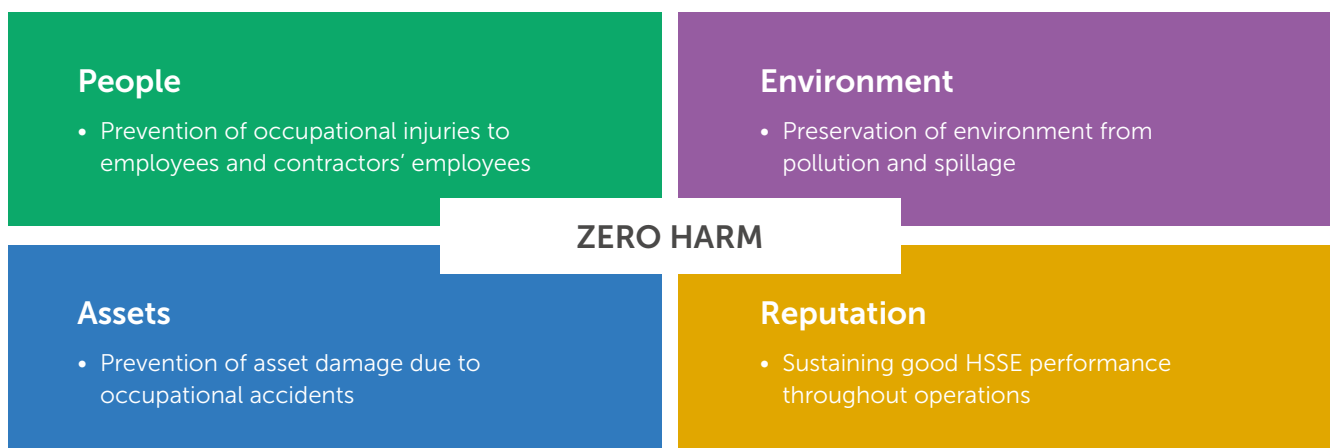 People
• Prevention of occupational injuries to
employees and contractors’ employees
Environment
• Preservation of environment from
pollution and spillage
ZERO HARM
Assets
• Prevention of asset damage due to
occupational accidents
Reputation
• Sustaining good HSSE performance
throughout operations